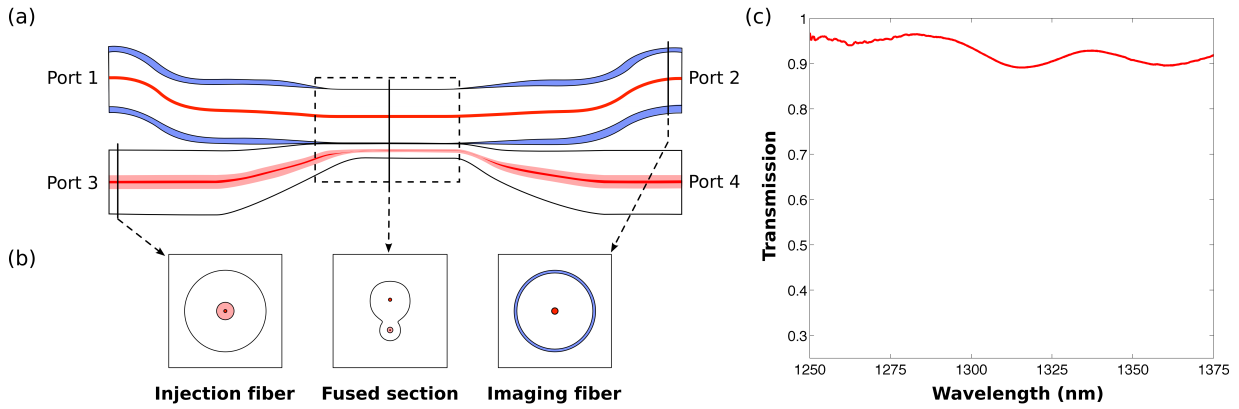 (a)
Port 1
Port 2
Port 3
Port 4
(b)
Injection fiber
Fused section
Imaging fiber
(c)
Transmission
1
0.9
0.8
0.7
0.6
0.5
0.4
0.3
1250 1275 1300 1325 1350 1375
Wavelength (nm)